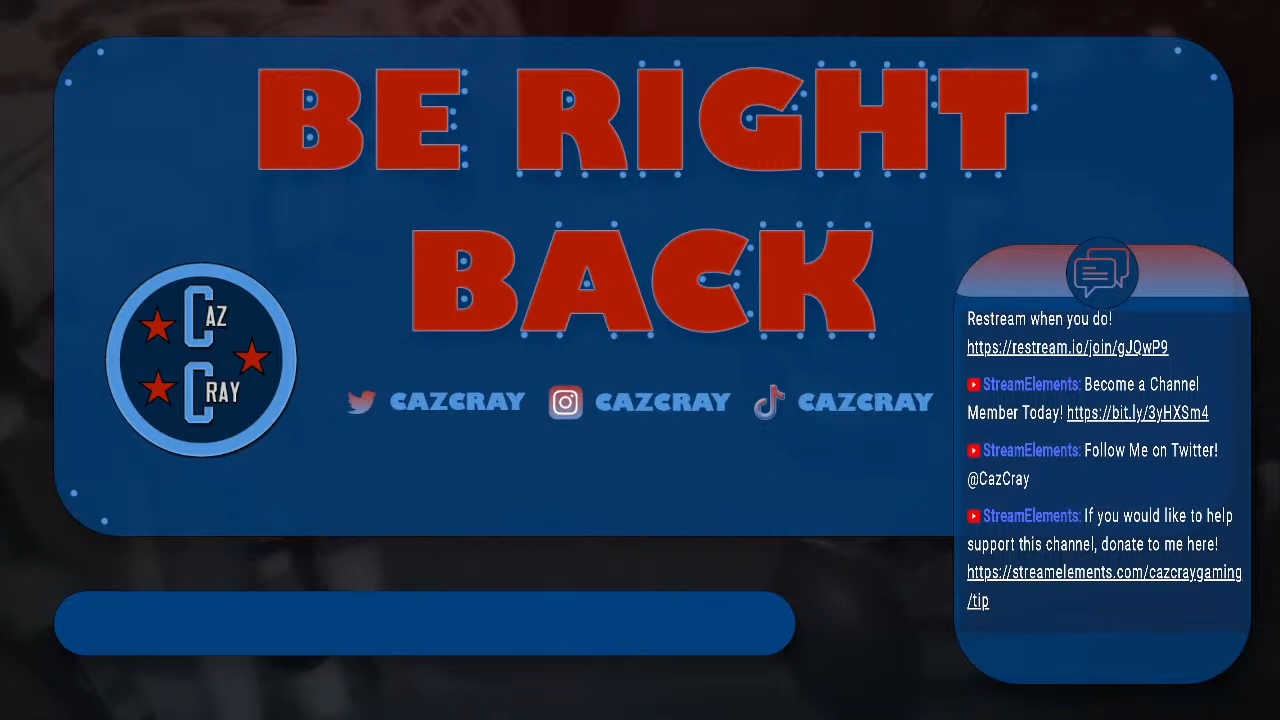 BE RIGHT
BACK
CAZ
CRAY
CAZCRAY CAZCRAY CAZCRAY
Restream when you do!
https://restream.io/join/gJQwP9
StreamElements: Become a Channel
Member Today! https://bit.ly/3yHXSm4
StreamElements: Follow Me on Twitter!
@CazCray
StreamElements: If you would like to help
support this channel, donate to me here!
https://streamelements.com/cazcraygaming
/tip